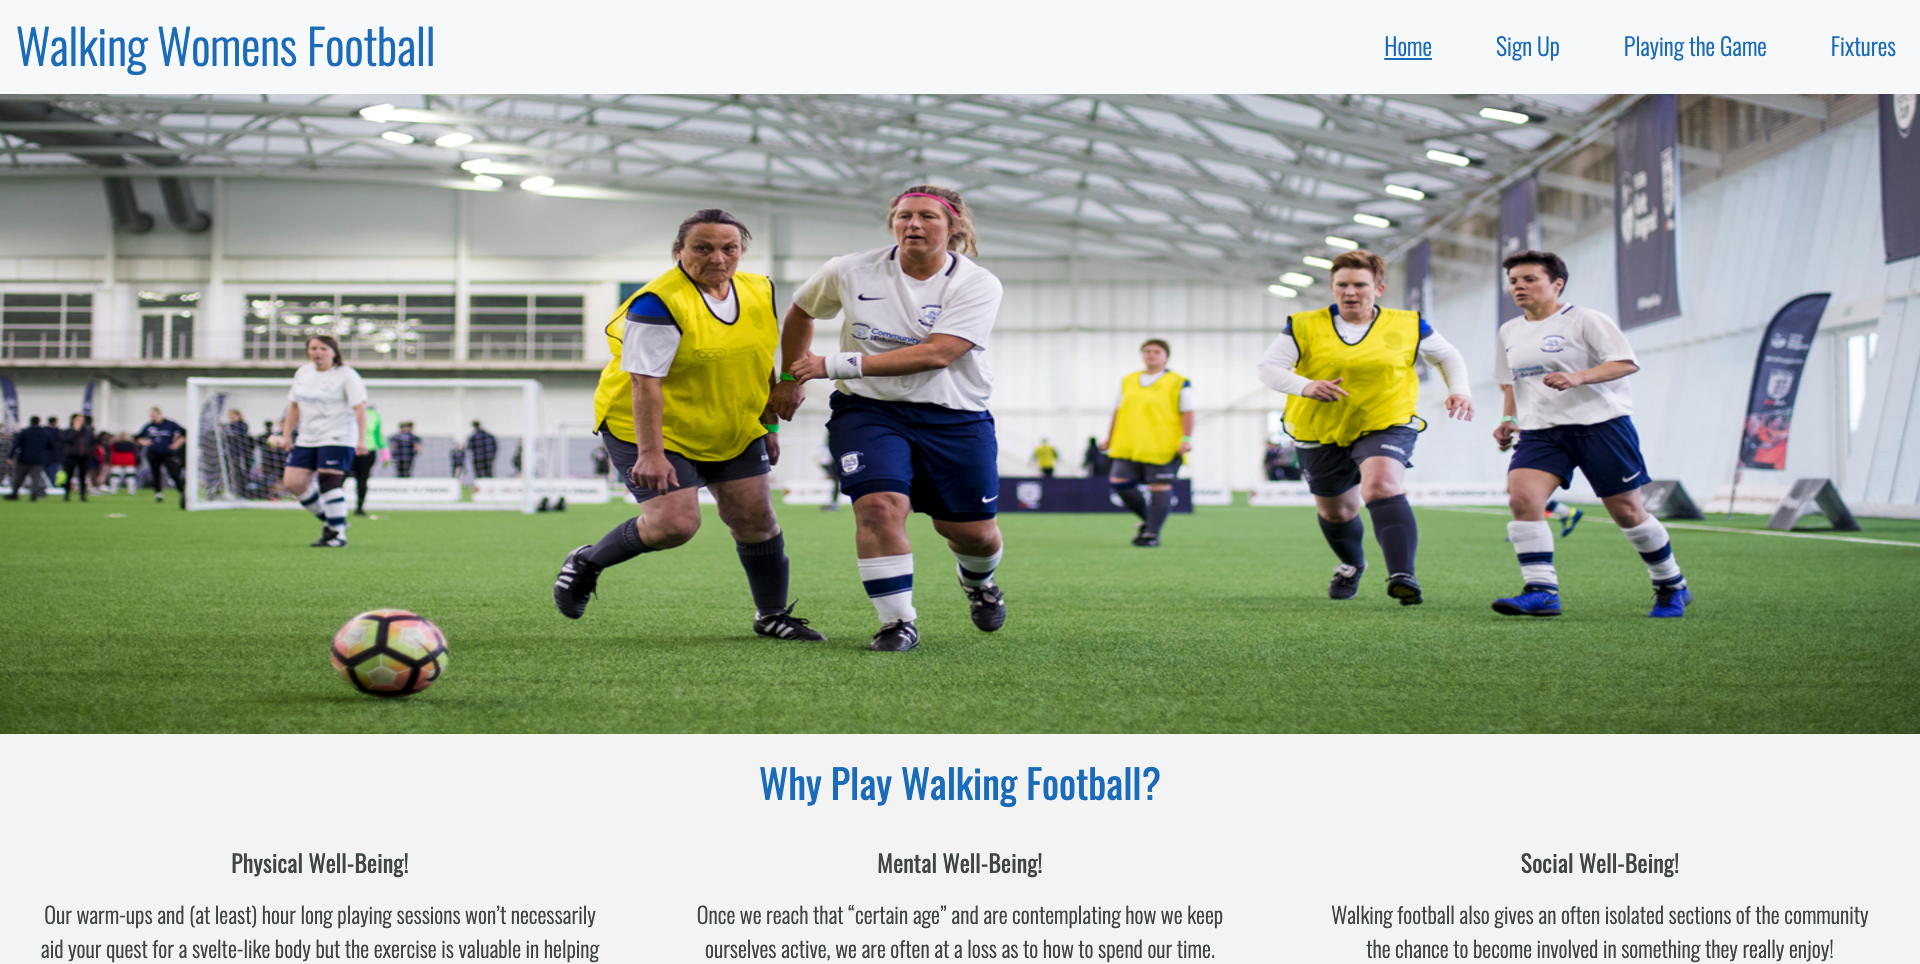 Walking Womens Football
Home
Sign Up
Playing the Game
Fixtures
Community
Why Play Walking Football?
Physical Well-Being!
Our warm-ups and (at least) hour long playing sessions won’t necessarily
aid your quest for a svelte-like body but the exercise is valuable in helping
Mental Well-Being!
Once we reach that “certain age” and are contemplating how we keep
ourselves active, we are often at a loss as to how to spend our time.
Social Well-Being!
Walking football also gives an often isolated sections of the community
the chance to become involved in something they really enjoy!